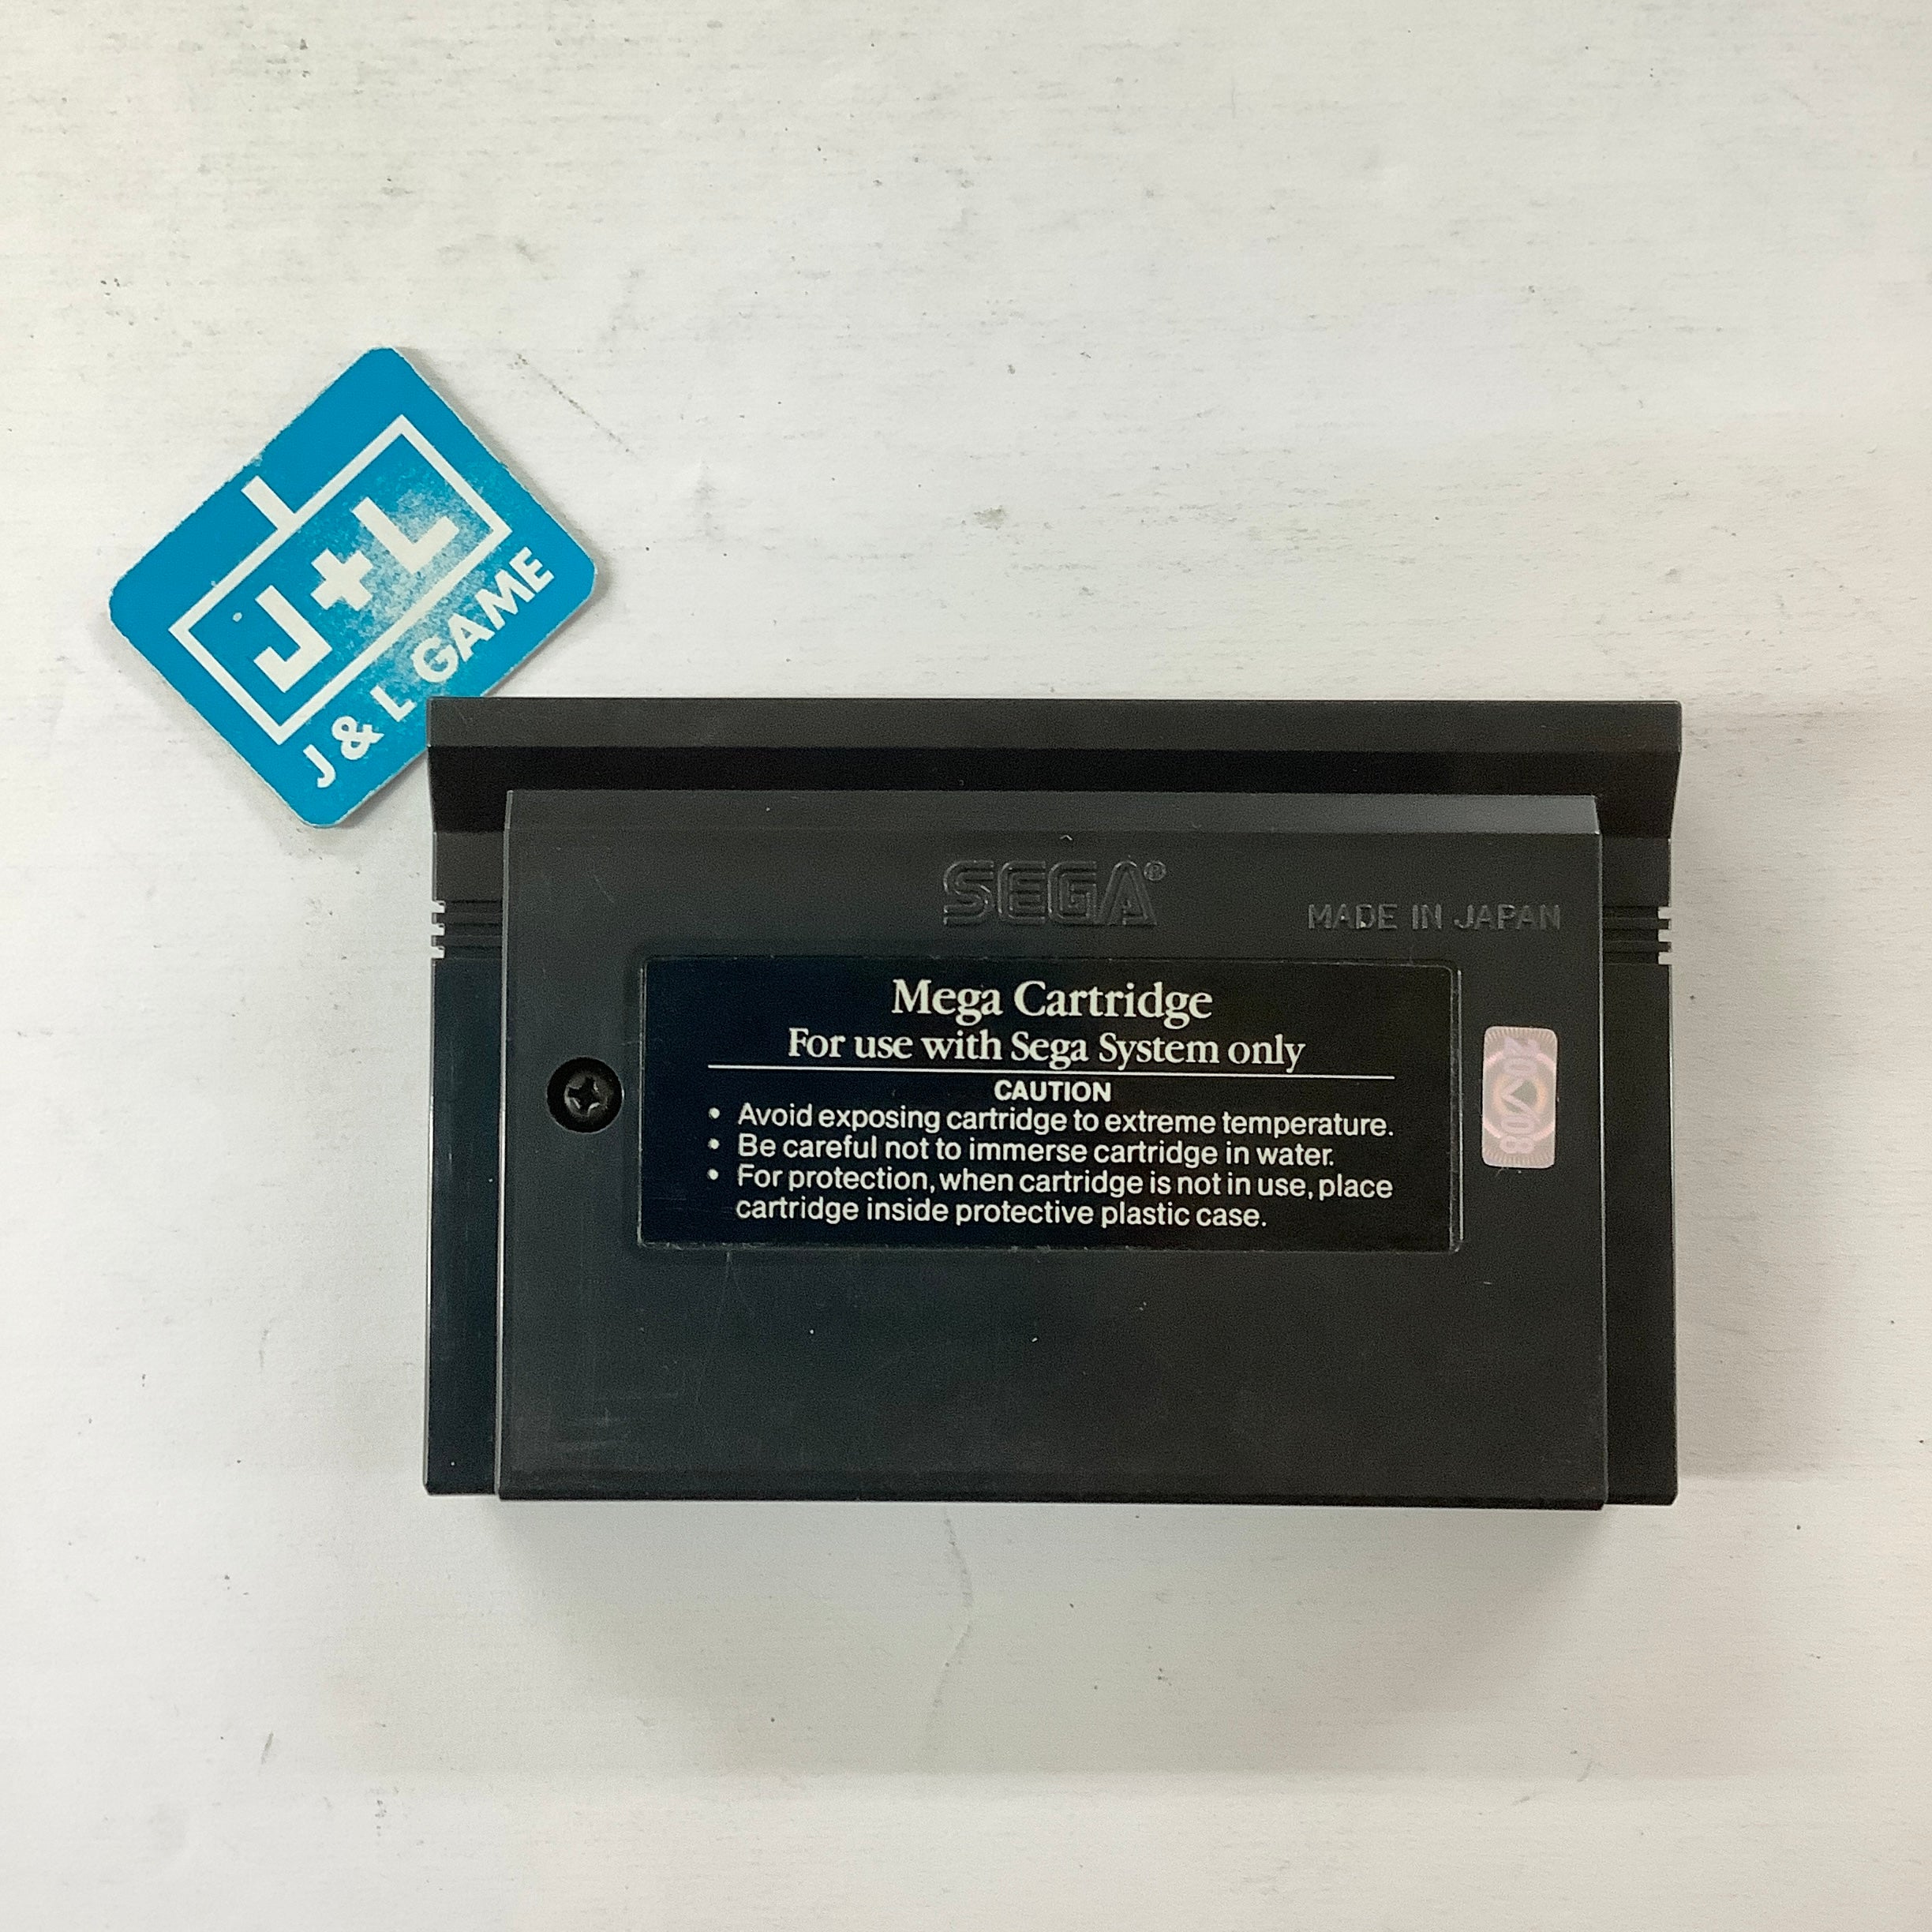 J+L
J & L GAME
SEGA®
MADE IN JAPAN
Mega Cartridge
For use with Sega System only
CAUTION
• Avoid exposing cartridge to extreme temperature.
• Be careful not to immerse cartridge in water.
• For protection, when cartridge is not in use, place
cartridge inside protective plastic case.